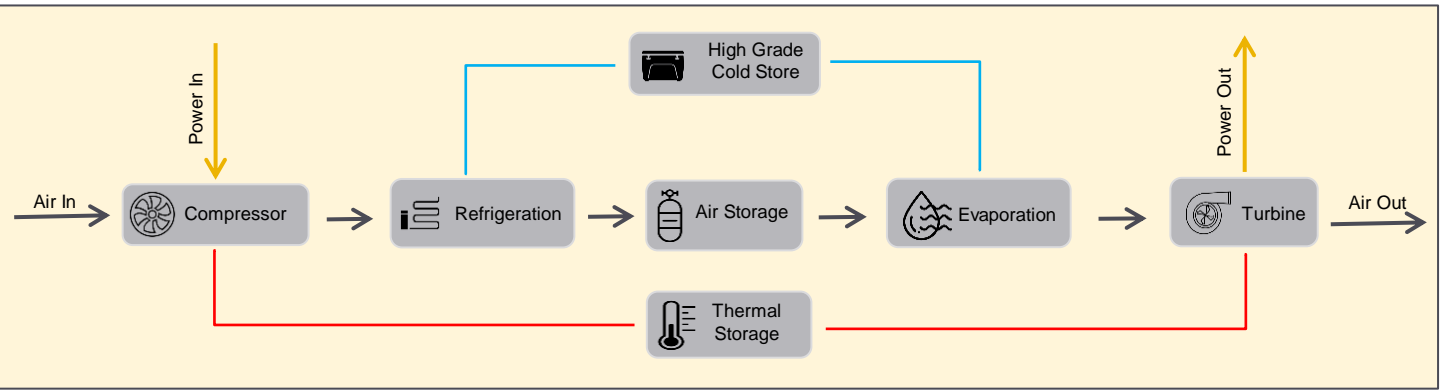 High Grade
Cold Store
Power In
Power Out
Air In
Compressor
Refrigeration
Air Storage
Evaporation
Turbine
Air Out
Thermal
Storage